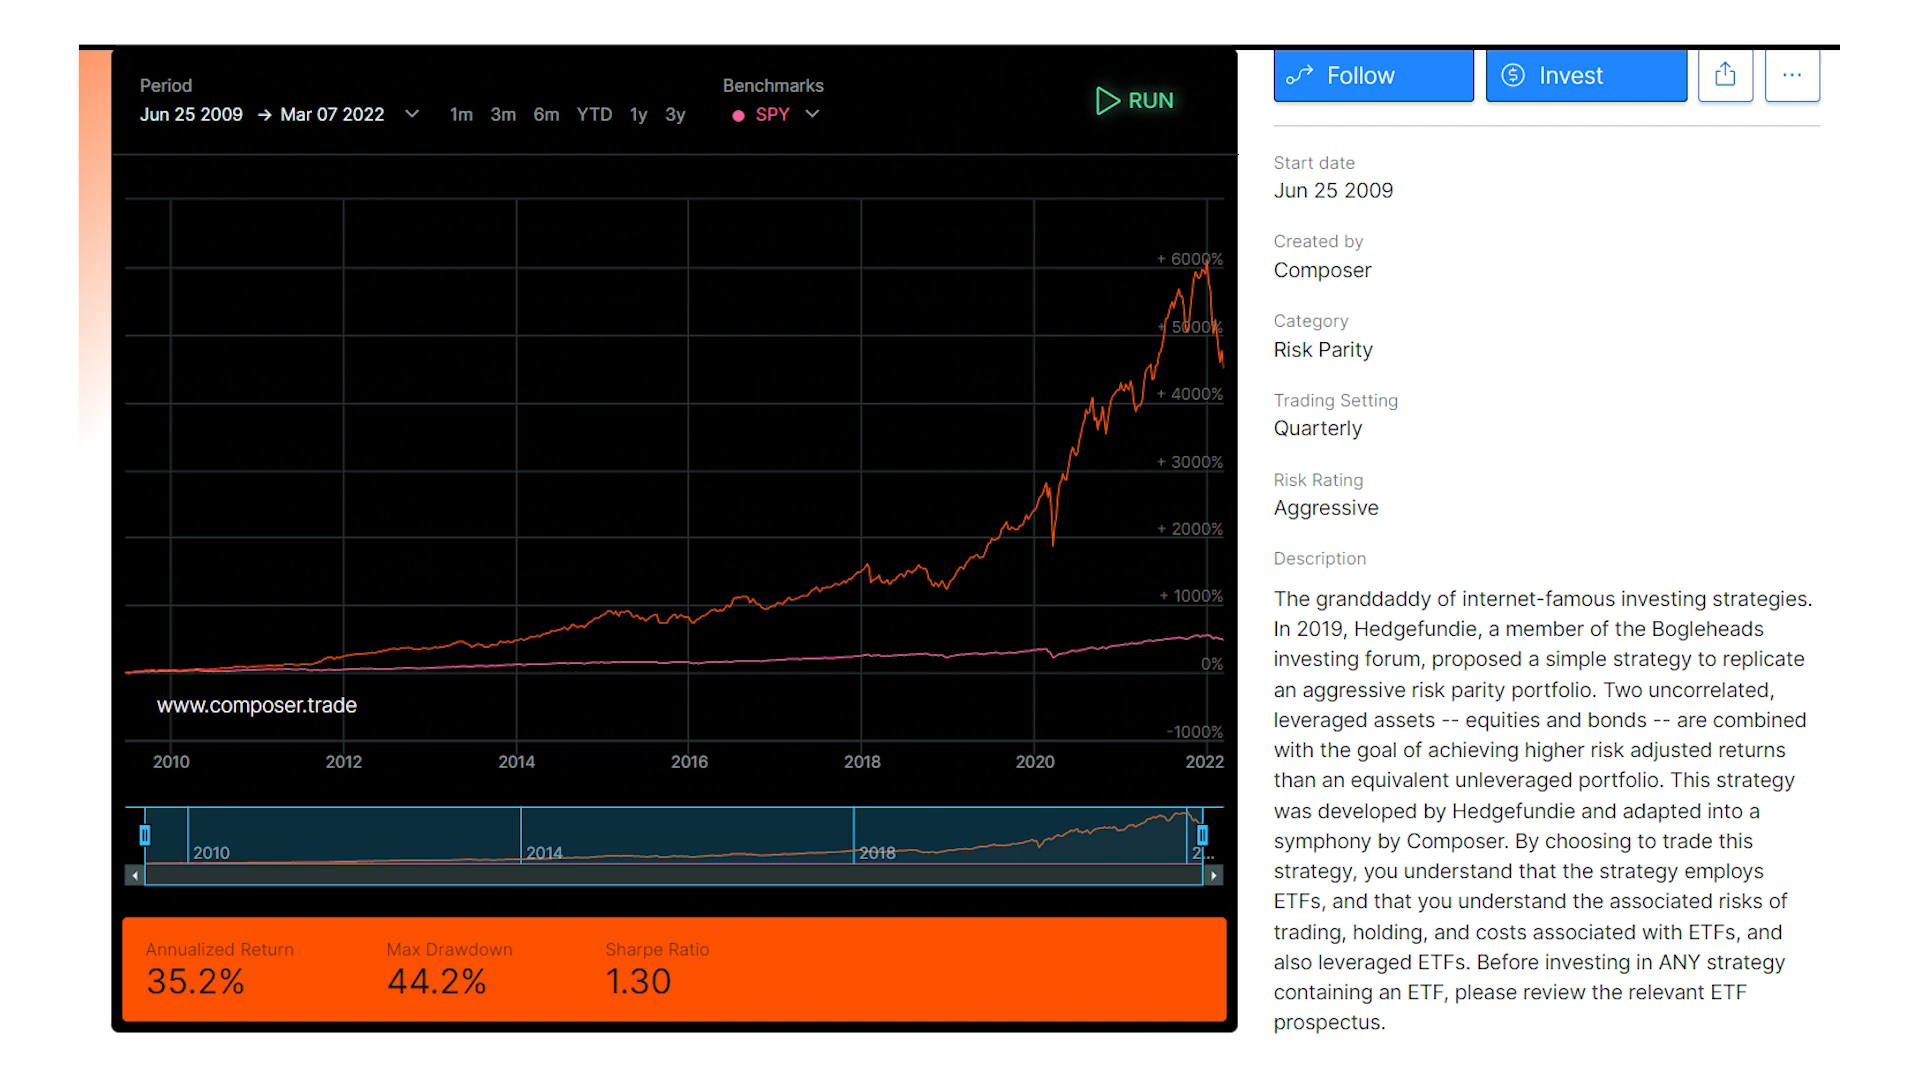 Period
Jun 25 2009 → Mar 07 2022
1m 3m 6m YTD 1y 3y
Benchmarks
SPY
RUN
+ 6000%
+ 5000%
+ 4000%
+ 3000%
+ 2000%
+ 1000%
0%
-1000%
www.composer.trade
2010 2012 2014 2016 2018 2020 2022
2010 2014 2018 2...
Annualized Return
35.2%
Max Drawdown
44.2%
Sharpe Ratio
1.30
Follow
Invest
...
Start date
Jun 25 2009
Created by
Composer
Category
Risk Parity
Trading Setting
Quarterly
Risk Rating
Aggressive
Description
The granddaddy of internet-famous investing strategies.
In 2019, Hedgefundie, a member of the Bogleheads
investing forum, proposed a simple strategy to replicate
an aggressive risk parity portfolio. Two uncorrelated,
leveraged assets -- equities and bonds -- are combined
with the goal of achieving higher risk adjusted returns
than an equivalent unleveraged portfolio. This strategy
was developed by Hedgefundie and adapted into a
symphony by Composer. By choosing to trade this
strategy, you understand that the strategy employs
ETFs, and that you understand the associated risks of
trading, holding, and costs associated with ETFs, and
also leveraged ETFs. Before investing in ANY strategy
containing an ETF, please review the relevant ETF
prospectus.